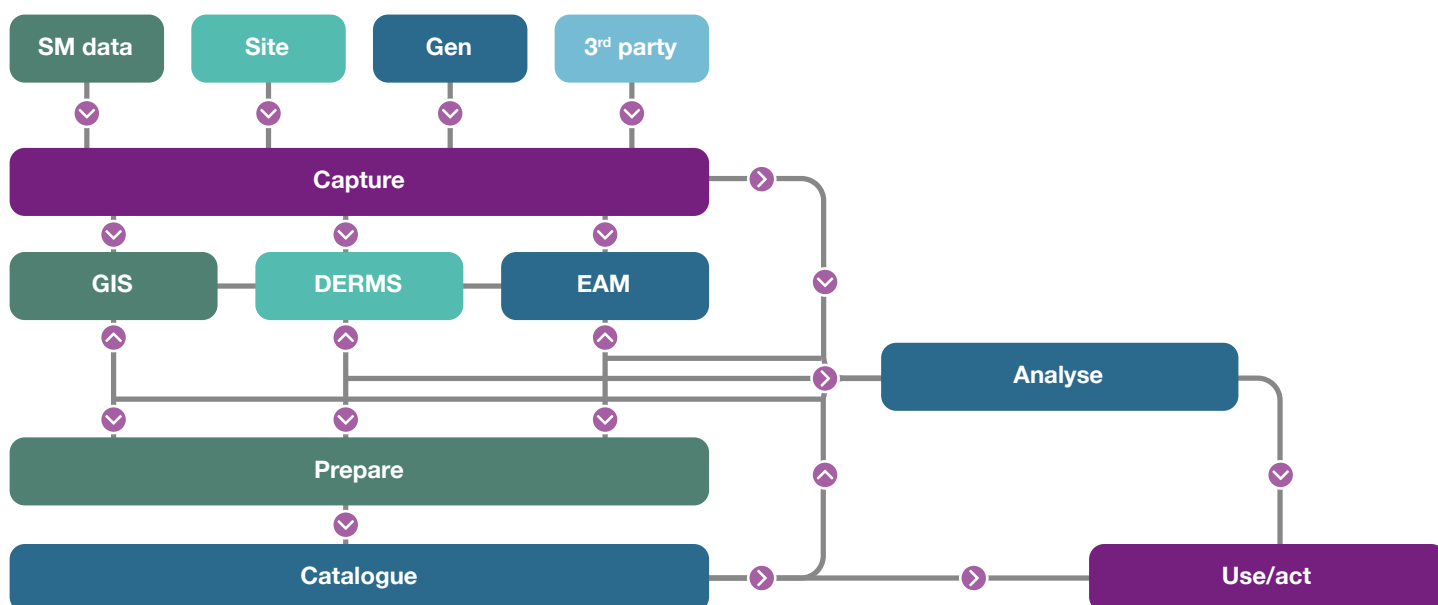 SM data
Site
Gen
3rd party
Capture
GIS
DERMS
EAM
Analyse
Prepare
Catalogue
Use/act